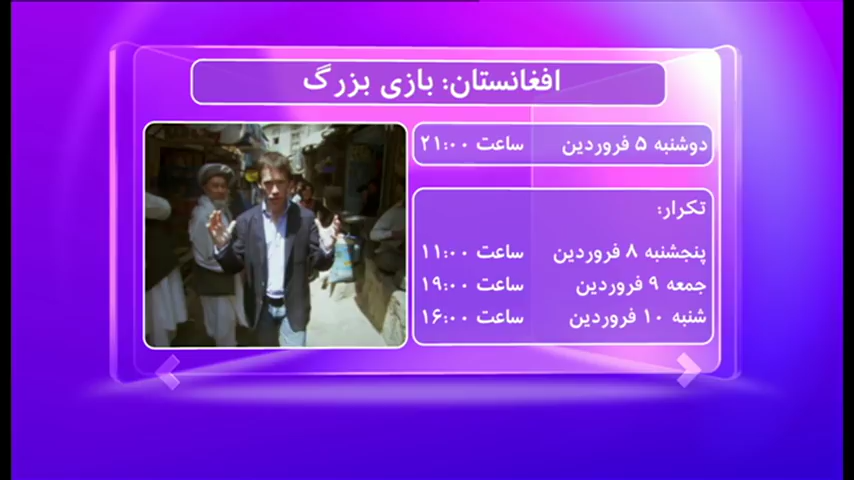 افغانستان: بازی بزرگ
دوشنبه ۵ فروردین ساعت ۲۱:۰۰
تکرار:
پنجشنبه ۸ فروردین ساعت ۱۱:۰۰
جمعه ۹ فروردین ساعت ۱۹:۰۰
شنبه ۱۰ فروردین ساعت ۱۶:۰۰